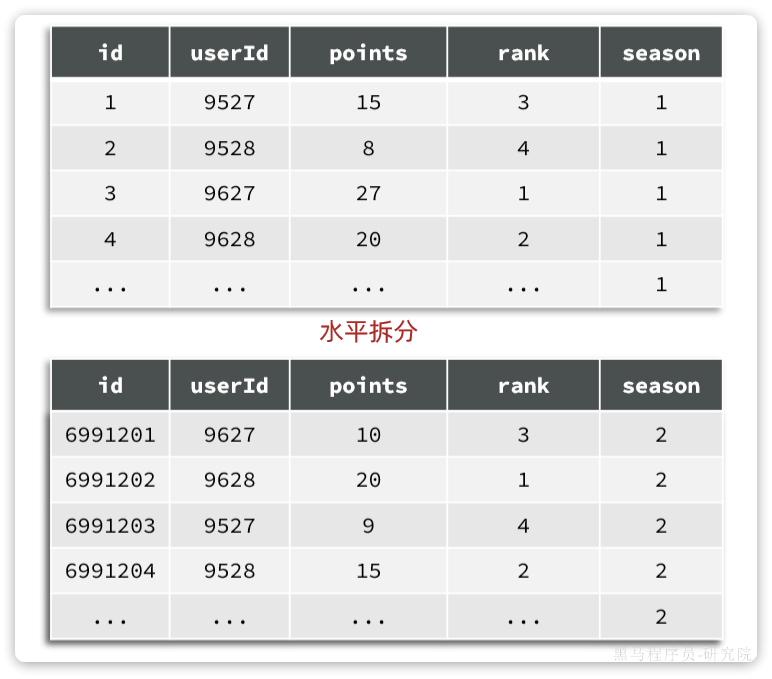 id userId points rank season
1 9527 15 3 1
2 9528 8 4 1
3 9627 27 1 1
4 9628 20 2 1
... ... ... ... 1
水平拆分
id userId points rank season
6991201 9627 10 3 2
6991202 9628 20 1 2
6991203 9527 9 4 2
6991204 9528 15 2 2
... ... ... ... 2
黑马程序员-研究院